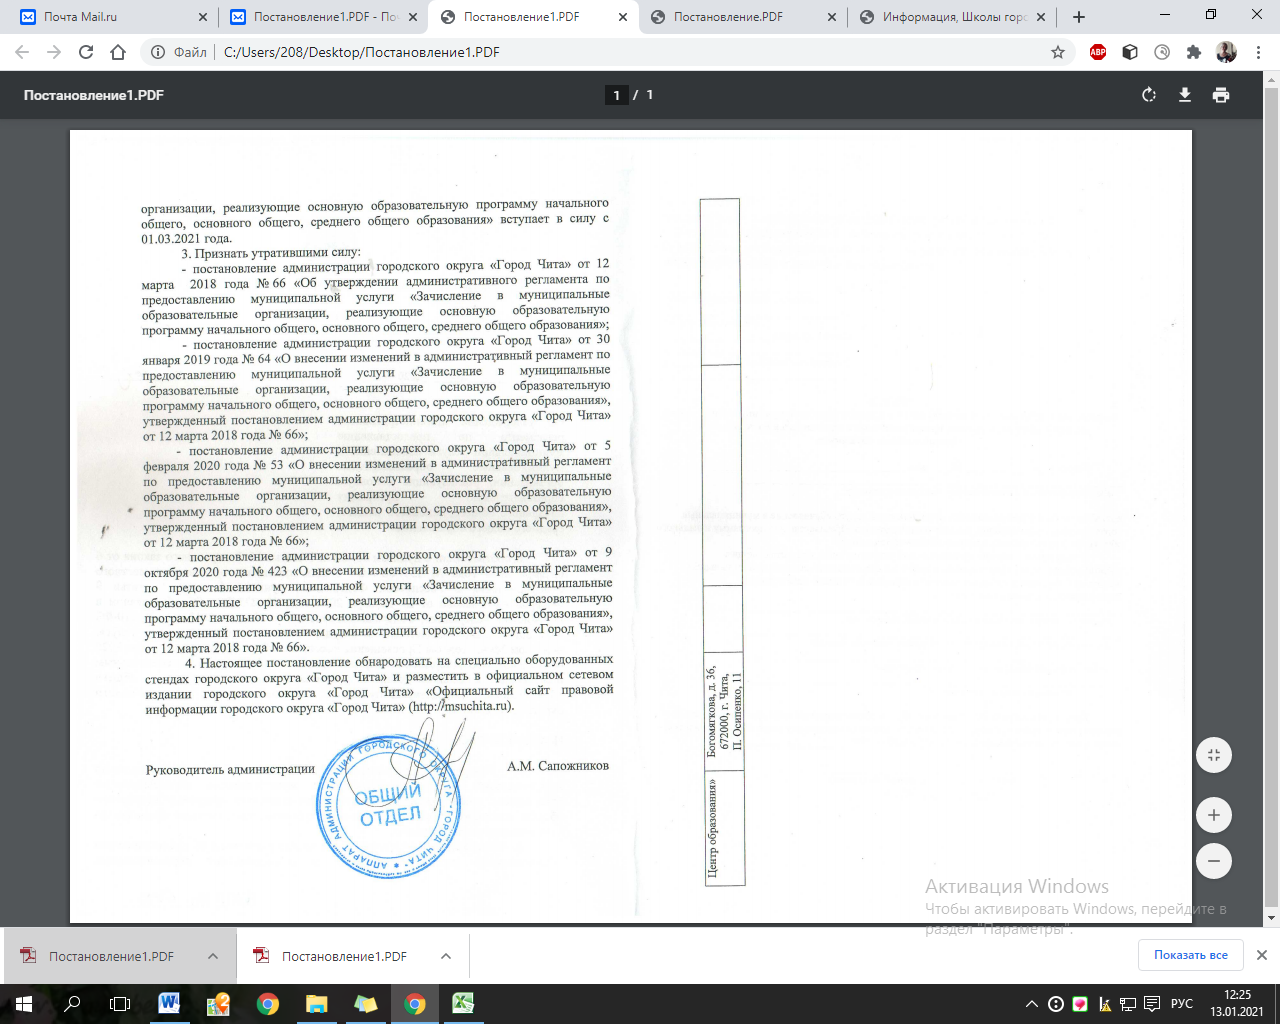 Почта Mail.ru
Постановление1.PDF - По
Постановление1.PDF
Постановление.PDF
Информация, Школы горо
Файл
C:/Users/208/Desktop/Постановление1.PDF
ABP
Постановление1.PDF
1 / 1
организации, реализующие основную образовательную программу начального
общего, основного общего, среднего общего образования» вступает в силу с
01.03.2021 года.
3. Признать утратившими силу:
- постановление администрации городского округа «Город Чита» от 12
марта 2018 года № 66 «Об утверждении административного регламента по
предоставлению муниципальной услуги «Зачисление в муниципальные
образовательные организации, реализующие основную образовательную
программу начального общего, основного общего, среднего общего образования»;
- постановление администрации городского округа «Город Чита» от 30
января 2019 года № 64 «О внесении изменений в административный регламент по
предоставлению муниципальной услуги «Зачисление в муниципальные
образовательные организации, реализующие основную образовательную
программу начального общего, основного общего, среднего общего образования»,
утвержденный постановлением администрации городского округа «Город Чита»
от 12 марта 2018 года № 66»;
- постановление администрации городского округа «Город Чита» от 5
февраля 2020 года № 53 «О внесении изменений в административный регламент
по предоставлению муниципальной услуги «Зачисление в муниципальные
образовательные организации, реализующие основную образовательную
программу начального общего, основного общего, среднего общего образования»,
утвержденный постановлением администрации городского округа «Город Чита»
от 12 марта 2018 года № 66»;
- постановление администрации городского округа «Город Чита» от 9
октября 2020 года № 423 «О внесении изменений в административный регламент
по предоставлению муниципальной услуги «Зачисление в муниципальные
образовательные организации, реализующие основную образовательную
программу начального общего, основного общего, среднего общего образования»,
утвержденный постановлением администрации городского округа «Город Чита»
от 12 марта 2018 года № 66».
4. Настоящее постановление обнародовать на специально оборудованных
стендах городского округа «Город Чита» и разместить в официальном сетевом
издании городского округа «Город Чита» «Официальный сайт правовой
информации городского округа «Город Чита» (http://msuchita.ru).
Руководитель администрации
А.М. Сапожников
АППАРАТ АДМИНИСТРАЦИИ ГОРОДСКОГО ОКРУГА "ГОРОД ЧИТА"
ОБЩИЙ
ОТДЕЛ
Центр образования»
Богомягкова, д. 36,
672000, г. Чита,
П. Осипенко, 11
Активация Windows
Чтобы активировать Windows, перейдите в
раздел "Параметры".
Постановление1.PDF
Постановление1.PDF
Показать все
РУС
12:25
13.01.2021